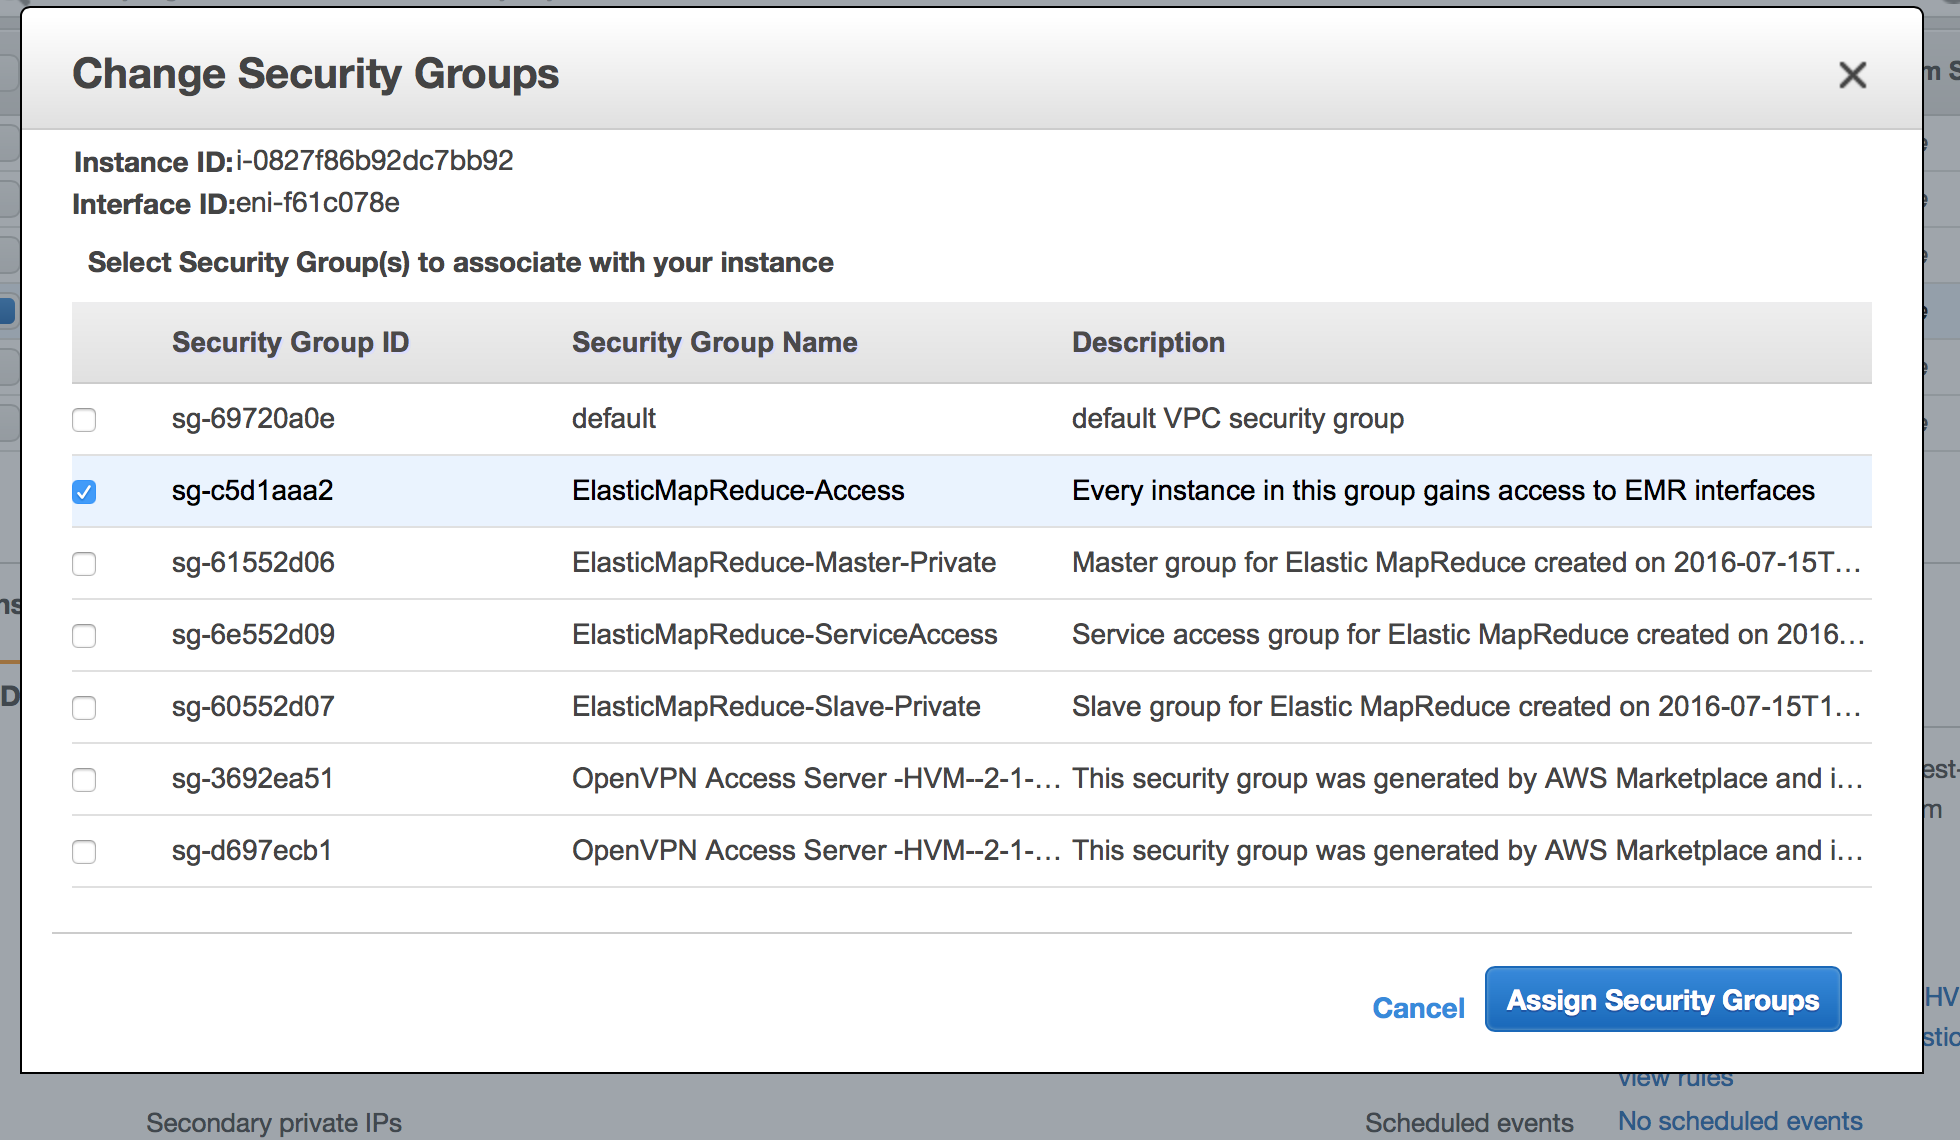 Change Security Groups
Instance ID: i-0827f86b92dc7bb92
Interface ID: eni-f61c078e
Select Security Group(s) to associate with your instance
Security Group ID Security Group Name Description
sg-69720a0e default default VPC security group
sg-c5d1aaa2 ElasticMapReduce-Access Every instance in this group gains access to EMR interfaces
sg-61552d06 ElasticMapReduce-Master-Private Master group for Elastic MapReduce created on 2016-07-15T...
sg-6e552d09 ElasticMapReduce-ServiceAccess Service access group for Elastic MapReduce created on 2016...
sg-60552d07 ElasticMapReduce-Slave-Private Slave group for Elastic MapReduce created on 2016-07-15T1...
sg-3692ea51 OpenVPN Access Server -HVM--2-1-... This security group was generated by AWS Marketplace and i...
sg-d697ecb1 OpenVPN Access Server -HVM--2-1-... This security group was generated by AWS Marketplace and i...
Cancel Assign Security Groups
view rules
Secondary private IPs Scheduled events No scheduled events